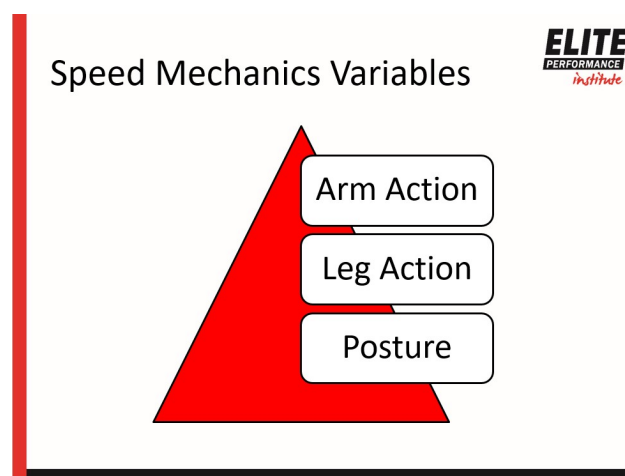 ELITE
PERFORMANCE
institute
Speed Mechanics Variables
Arm Action
Leg Action
Posture